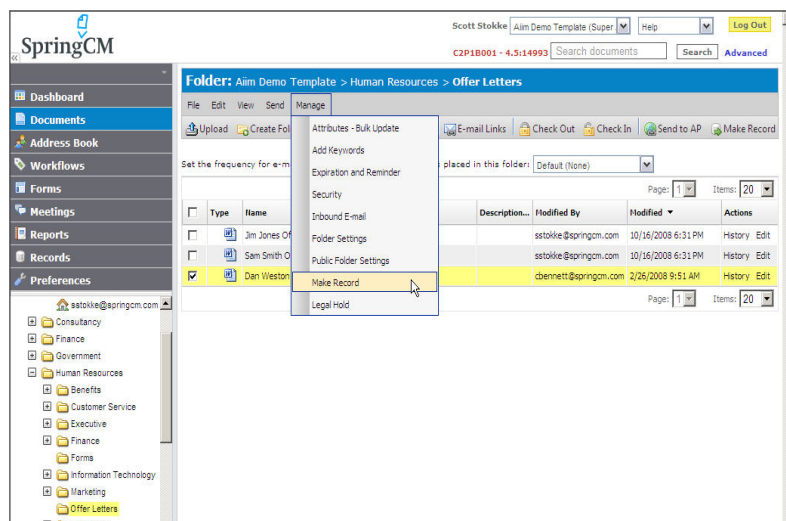 Scott Stokke Aiim Demo Template (Super Help Log Out
SpringCM
C2P1B001 - 4.5:14993 Search documents Search Advanced
Folder: Aiim Demo Template > Human Resources > Offer Letters
Dashboard
Documents
Address Book
Workflows
Forms
Meetings
Reports
Records
Preferences
File Edit View Send Manage
Upload Create Fol E-mail Links Check Out Check In Send to AP Make Record
Set the frequency for e-m placed in this folder: Default (None)
Page: 1 Items: 20
Type Name Description... Modified By Modified Actions
Jim Jones Of sstokke@springcm.com 10/16/2008 6:31 PM History Edit
Sam Smith O sstokke@springcm.com 10/16/2008 6:31 PM History Edit
Dan Weston cbennett@springcm.com 2/26/2008 9:51 AM History Edit
Page: 1 Items: 20
Attributes - Bulk Update
Add Keywords
Expiration and Reminder
Security
Inbound E-mail
Folder Settings
Public Folder Settings
Make Record
Legal Hold
sstokke@springcm.com
Consultancy
Finance
Government
Human Resources
Benefits
Customer Service
Executive
Finance
Forms
Information Technology
Marketing
Offer Letters